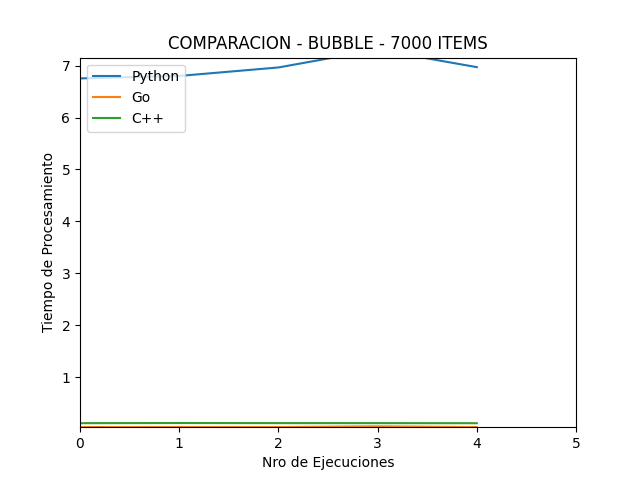 COMPARACION - BUBBLE - 7000 ITEMS
Tiempo de Procesamiento
7
6
5
4
3
2
1
Python
Go
C++
0 1 2 3 4 5
Nro de Ejecuciones